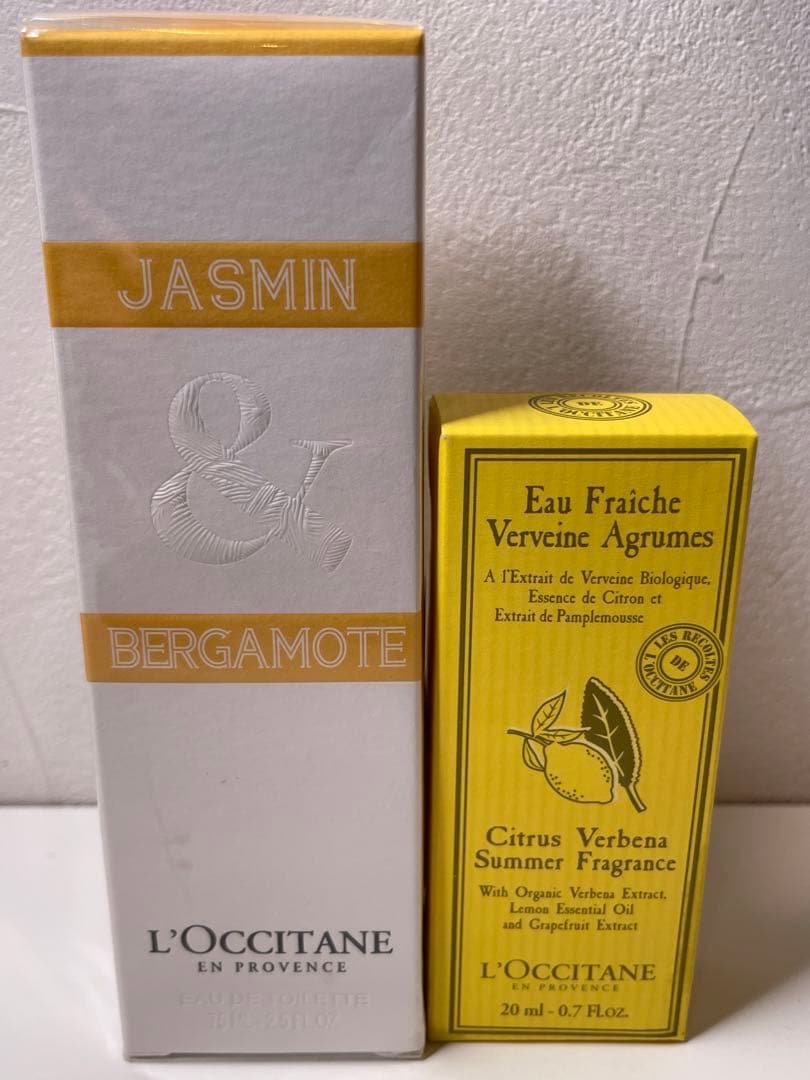 JASMIN
&
BERGAMOTE
L'OCCITANE
EN PROVENCE
EAU DE TOILETTE
L'OCCITANE
DE
Eau Fraîche
Verveine Agrumes
A l'Extrait de Verveine Biologique,
Essence de Citron et
Extrait de Pamplemousse
LES RECOLTES
DE
L'OCCITANE
Citrus Verbena
Summer Fragrance
With Organic Verbena Extract,
Lemon Essential Oil
and Grapefruit Extract
L'OCCITANE
EN PROVENCE
20 ml - 0.7 Fl.oz.